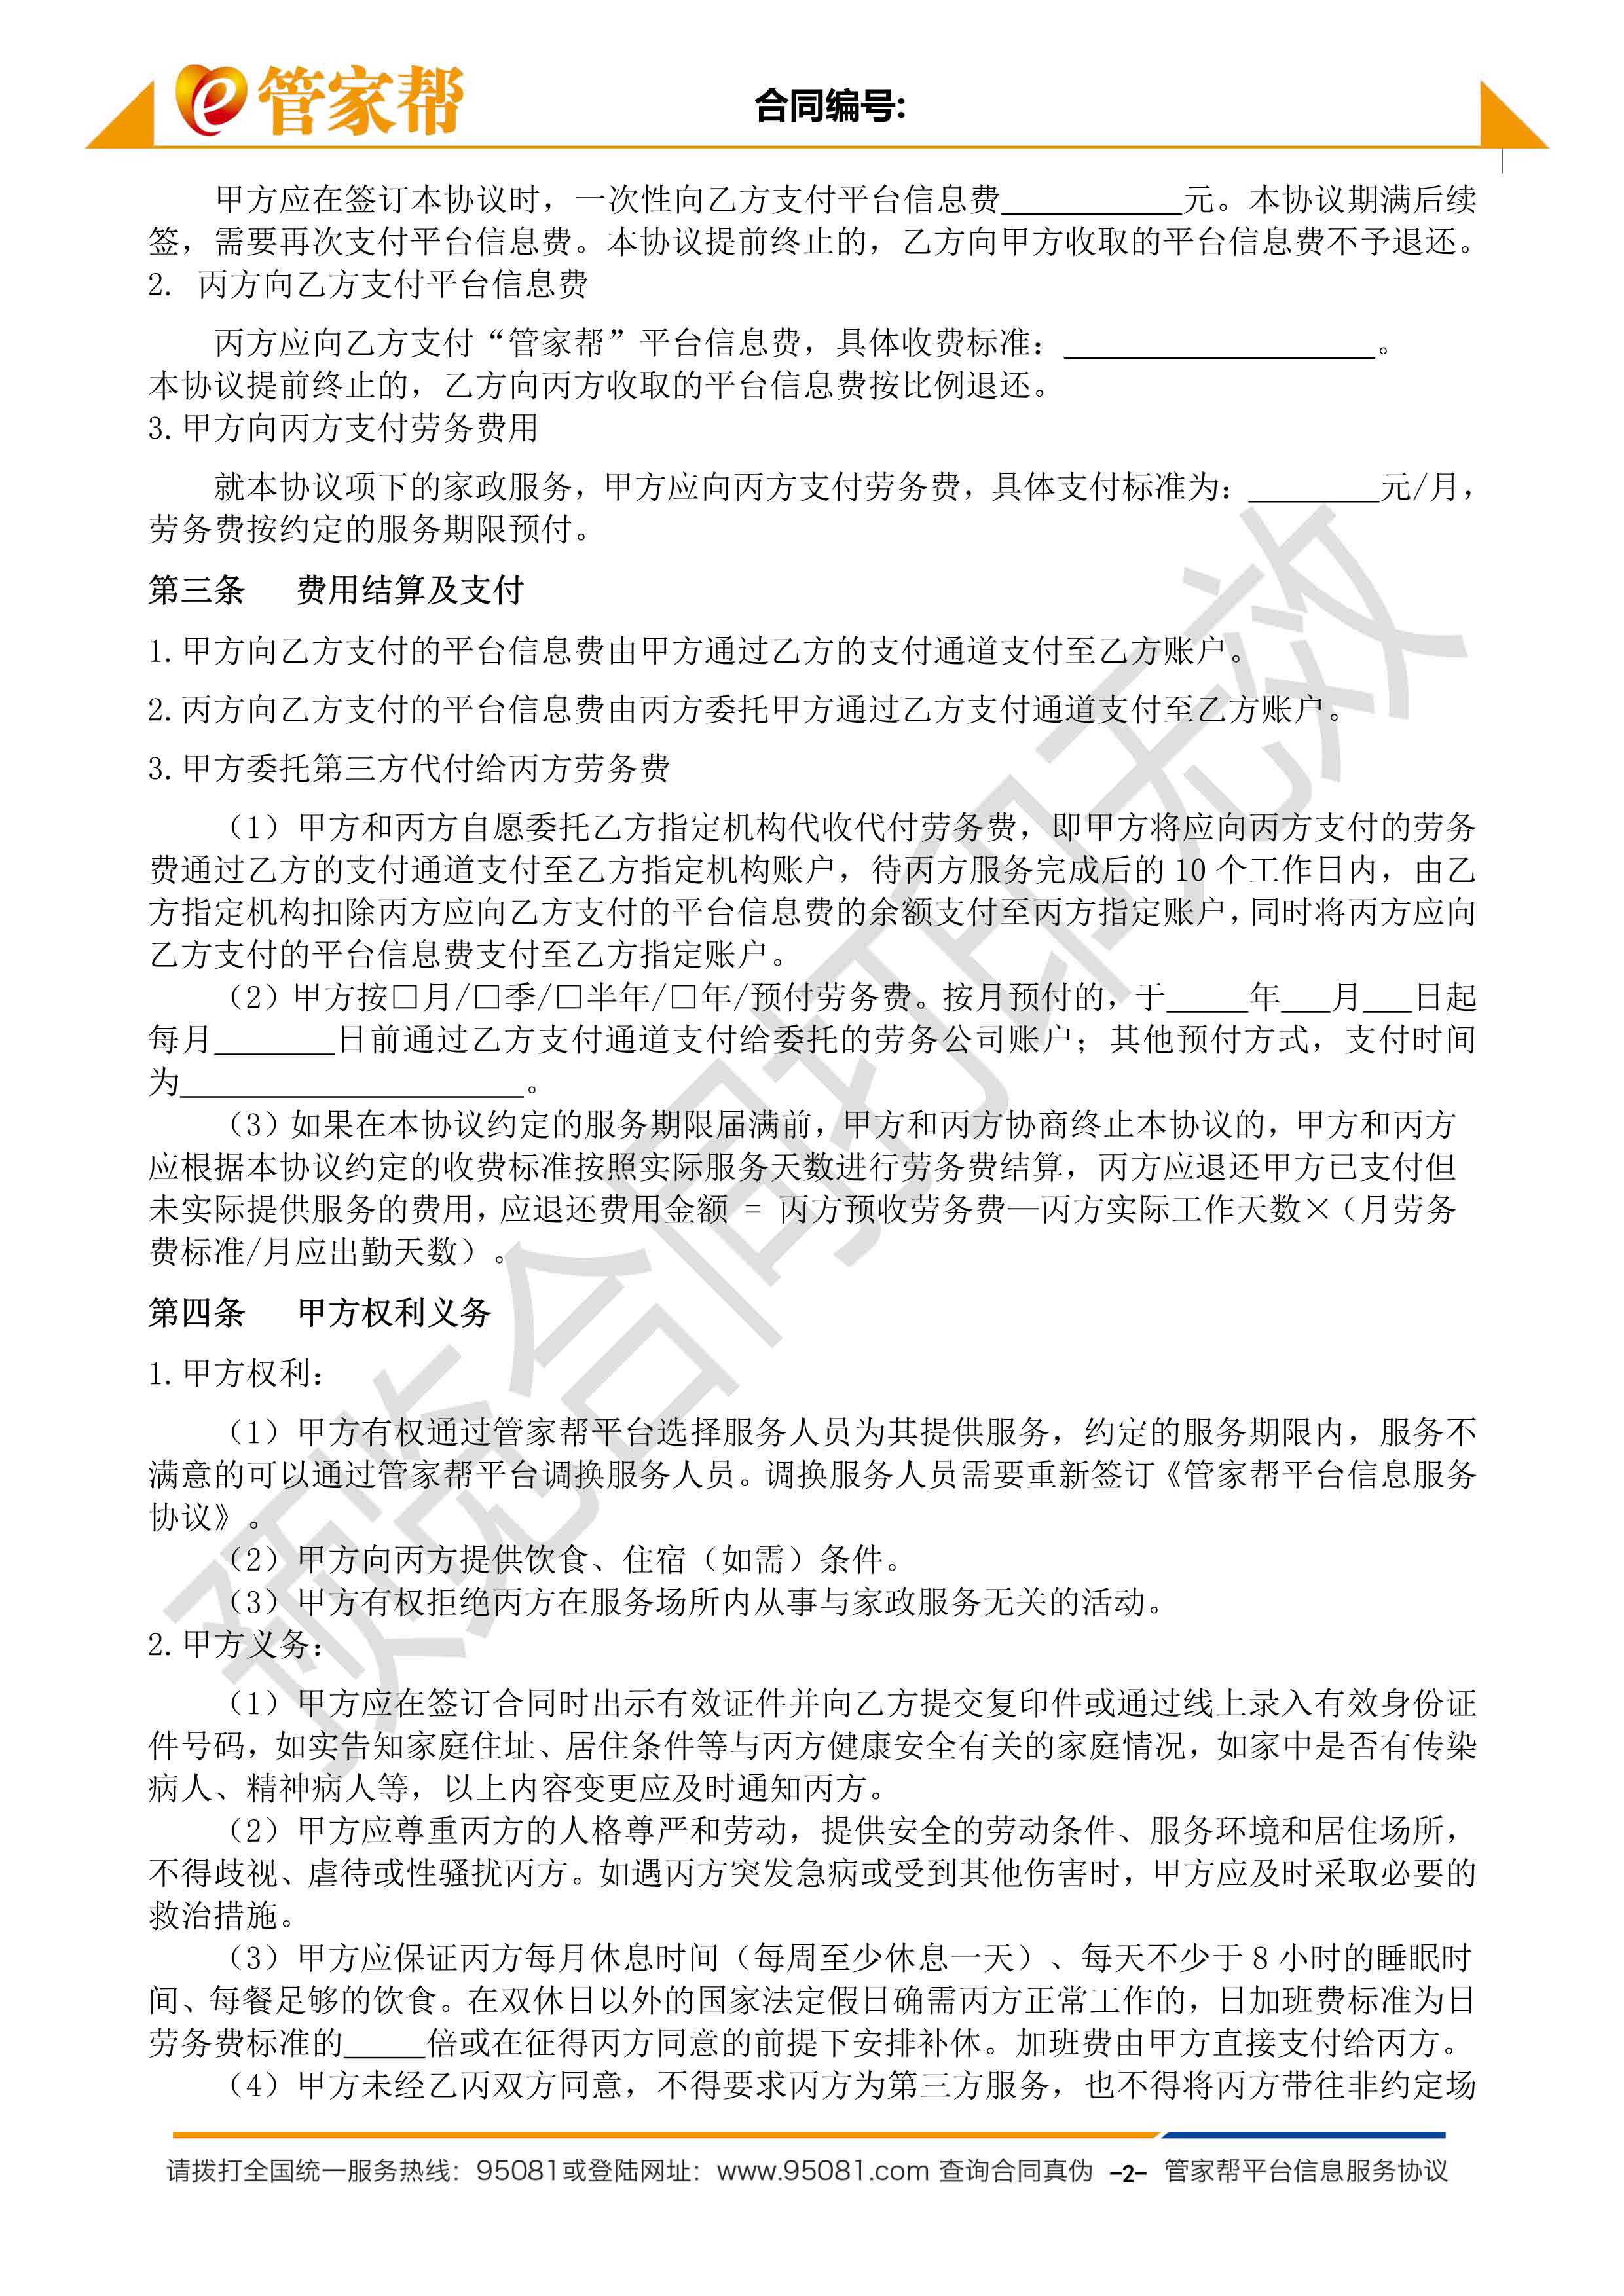 e管家帮
合同编号:
甲方应在签订本协议时，一次性向乙方支付平台信息费___________元。本协议期满后续
签，需要再次支付平台信息费。本协议提前终止的，乙方向甲方收取的平台信息费不予退还。
2. 丙方向乙方支付平台信息费
丙方应向乙方支付“管家帮”平台信息费，具体收费标准：___________________。
本协议提前终止的，乙方向丙方收取的平台信息费按比例退还。
3.甲方向丙方支付劳务费用
就本协议项下的家政服务，甲方应向丙方支付劳务费，具体支付标准为：________元/月，
劳务费按约定的服务期限预付。
第三条 费用结算及支付
1.甲方向乙方支付的平台信息费由甲方通过乙方的支付通道支付至乙方账户。
2.丙方向乙方支付的平台信息费由丙方委托甲方通过乙方支付通道支付至乙方账户。
3.甲方委托第三方代付给丙方劳务费
（1）甲方和丙方自愿委托乙方指定机构代收代付劳务费，即甲方将应向丙方支付的劳务
费通过乙方的支付通道支付至乙方指定机构账户，待丙方服务完成后的 10 个工作日内，由乙
方指定机构扣除丙方应向乙方支付的平台信息费的余额支付至丙方指定账户，同时将丙方应向
乙方支付的平台信息费支付至乙方指定账户。
（2）甲方按□月/□季/□半年/□年/预付劳务费。按月预付的，于_____年___月___日起
每月_______日前通过乙方支付通道支付给委托的劳务公司账户；其他预付方式，支付时间
为_____________________。
（3）如果在本协议约定的服务期限届满前，甲方和丙方协商终止本协议的，甲方和丙方
应根据本协议约定的收费标准按照实际服务天数进行劳务费结算，丙方应退还甲方已支付但
未实际提供服务的费用，应退还费用金额 = 丙方预收劳务费—丙方实际工作天数×（月劳务
费标准/月应出勤天数）。
第四条 甲方权利义务
1.甲方权利：
（1）甲方有权通过管家帮平台选择服务人员为其提供服务，约定的服务期限内，服务不
满意的可以通过管家帮平台调换服务人员。调换服务人员需要重新签订《管家帮平台信息服务
协议》。
（2）甲方向丙方提供饮食、住宿（如需）条件。
（3）甲方有权拒绝丙方在服务场所内从事与家政服务无关的活动。
2.甲方义务：
（1）甲方应在签订合同时出示有效证件并向乙方提交复印件或通过线上录入有效身份证
件号码，如实告知家庭住址、居住条件等与丙方健康安全有关的家庭情况，如家中是否有传染
病人、精神病人等，以上内容变更应及时通知丙方。
（2）甲方应尊重丙方的人格尊严和劳动，提供安全的劳动条件、服务环境和居住场所，
不得歧视、虐待或性骚扰丙方。如遇丙方突发急病或受到其他伤害时，甲方应及时采取必要的
救治措施。
（3）甲方应保证丙方每月休息时间（每周至少休息一天）、每天不少于 8 小时的睡眠时
间、每餐足够的饮食。在双休日以外的国家法定假日确需丙方正常工作的，日加班费标准为日
劳务费标准的_____倍或在征得丙方同意的前提下安排补休。加班费由甲方直接支付给丙方。
（4）甲方未经乙丙双方同意，不得要求丙方为第三方服务，也不得将丙方带往非约定场
请拨打全国统一服务热线：95081或登陆网址：www.95081.com 查询合同真伪 -2- 管家帮平台信息服务协议
预览合同打印无效